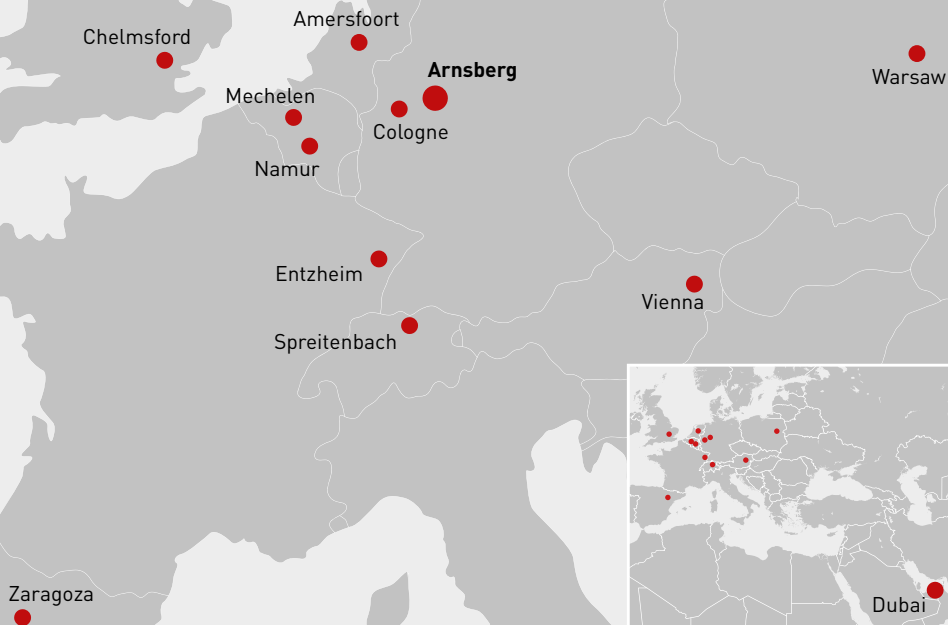 Amersfoort
Chelmsford
Arnsberg
Warsaw
Mechelen
Cologne
Namur
Entzheim
Vienna
Spreitenbach
Zaragoza
Dubai